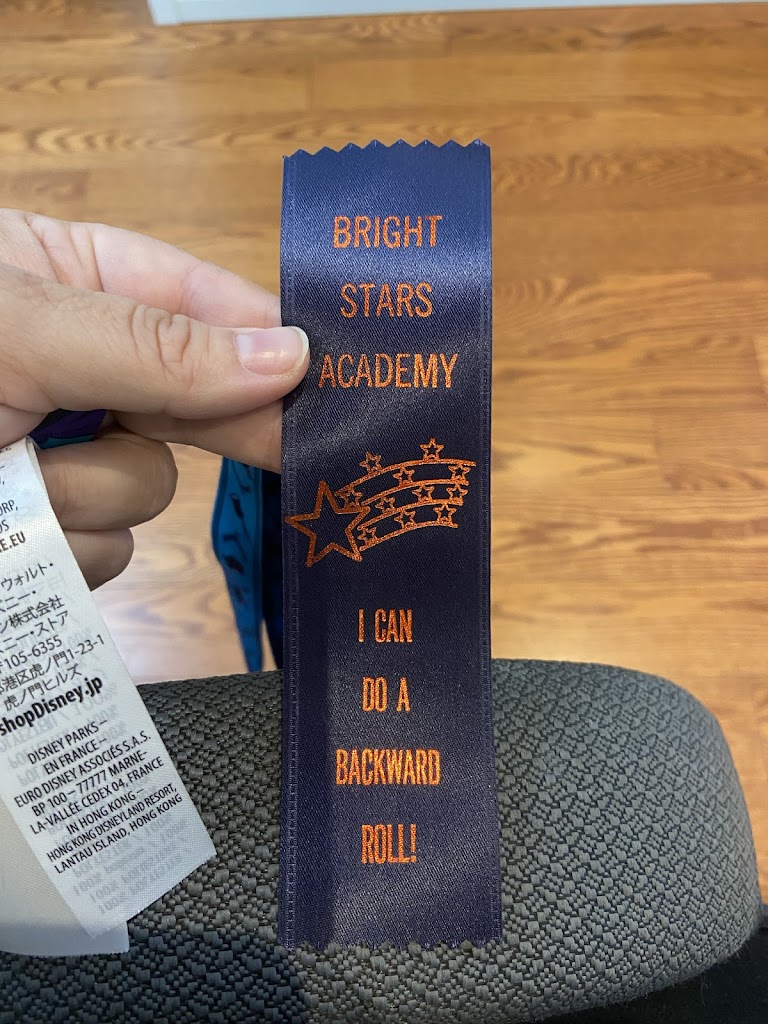 BRIGHT
STARS
ACADEMY
I CAN
DO A
BACKWARD
ROLL!
ORP,
E.EU
ウォルト・
ニー・
ン株式会社
ニー・ストア
105-6355
港区虎ノ門1-23-1
虎ノ門ヒルズ
shopDisney.jp
DISNEY PARKS –
EN FRANCE –
EURO DISNEY ASSOCIÉS S.A.S.
BP 100 – 77777 MARNE-
LA-VALLÉE CEDEX 04, FRANCE
IN HONG KONG –
HONG KONG DISNEYLAND RESORT,
LANTAU ISLAND, HONG KONG